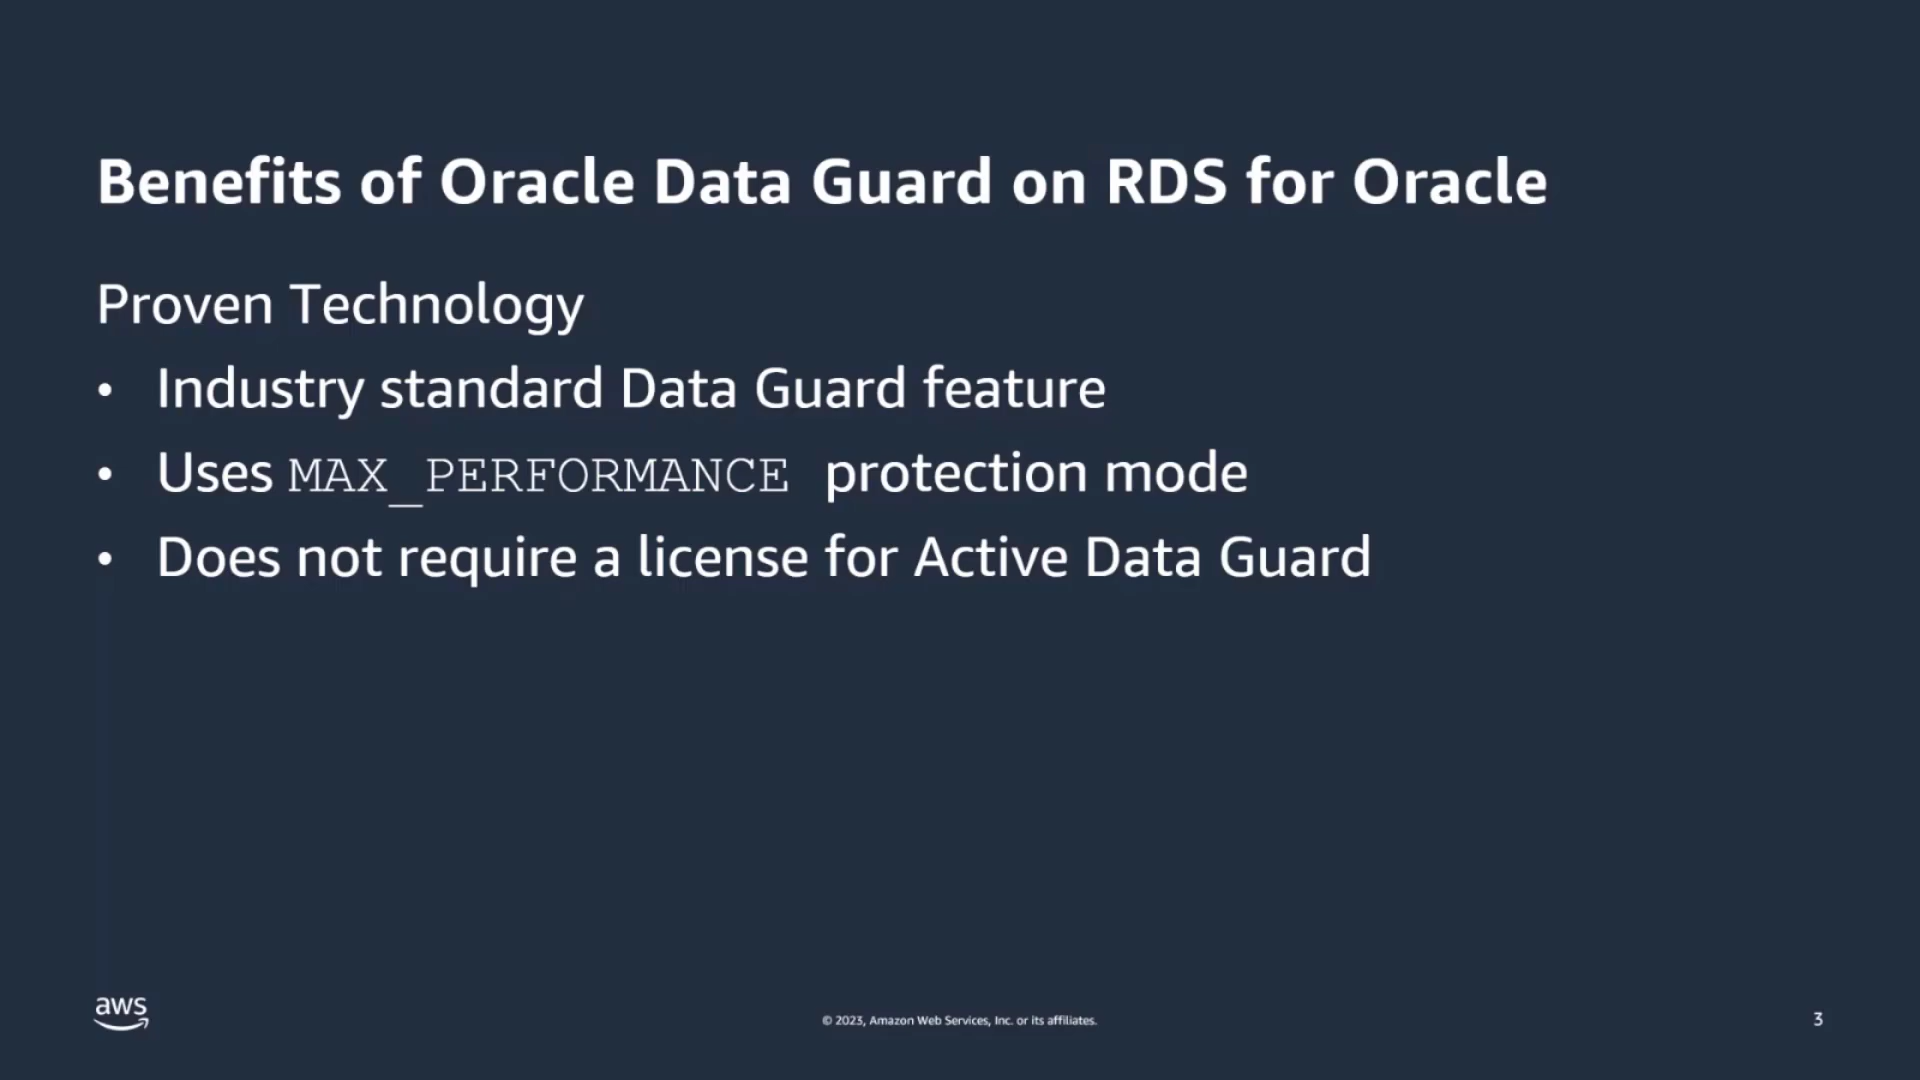 Benefits of Oracle Data Guard on RDS for Oracle
Proven Technology
• Industry standard Data Guard feature
• Uses MAX_PERFORMANCE protection mode
• Does not require a license for Active Data Guard
aws
© 2023, Amazon Web Services, Inc. or its affiliates.
3